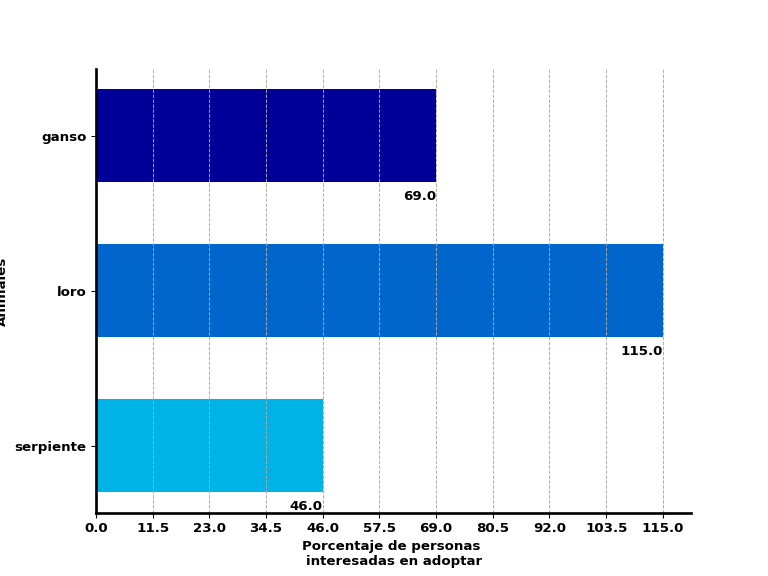 ganso
69.0
loro
115.0
serpiente
46.0
0.0 11.5 23.0 34.5 46.0 57.5 69.0 80.5 92.0 103.5 115.0
Porcentaje de personas
interesadas en adoptar
Animales